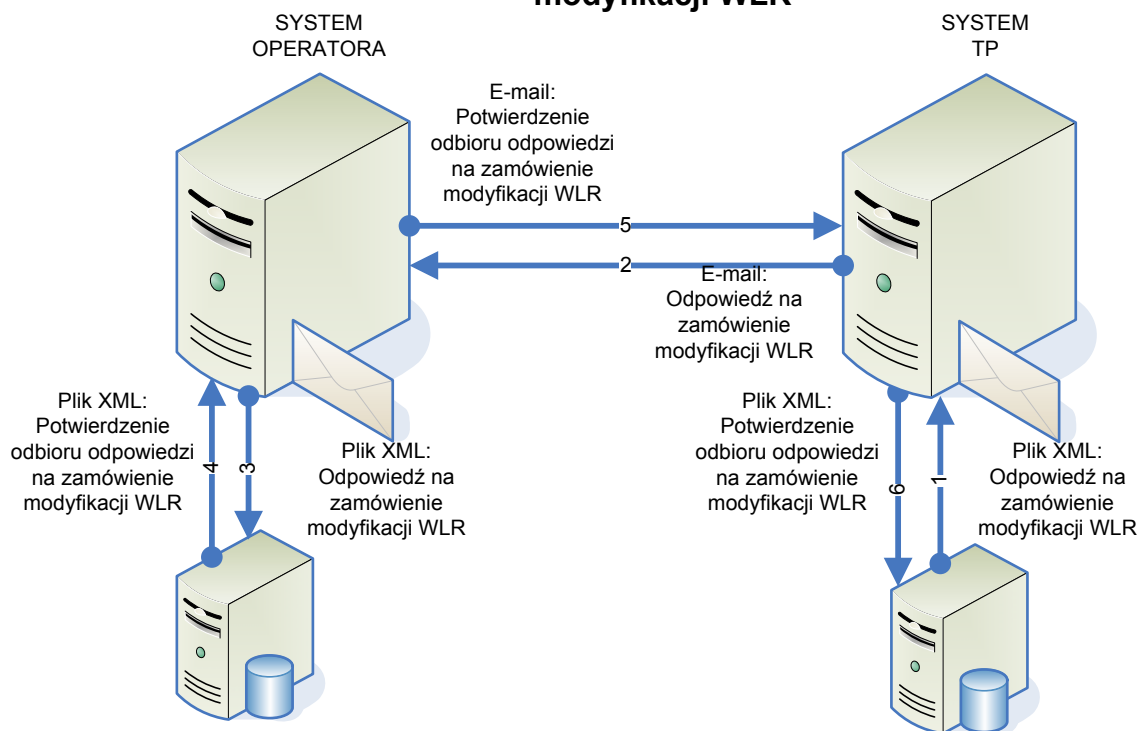 modyfikacji WLR
SYSTEM
OPERATORA
SYSTEM
TP
E-mail:
Potwierdzenie
odbioru odpowiedzi
na zamówienie
modyfikacji WLR
5
2
E-mail:
Odpowiedź na
zamówienie
modyfikacji WLR
Plik XML:
Potwierdzenie
odbioru odpowiedzi
na zamówienie
modyfikacji WLR
4
3
Plik XML:
Odpowiedź na
zamówienie
modyfikacji WLR
Plik XML:
Potwierdzenie
odbioru odpowiedzi
na zamówienie
modyfikacji WLR
6
1
Plik XML:
Odpowiedź na
zamówienie
modyfikacji WLR